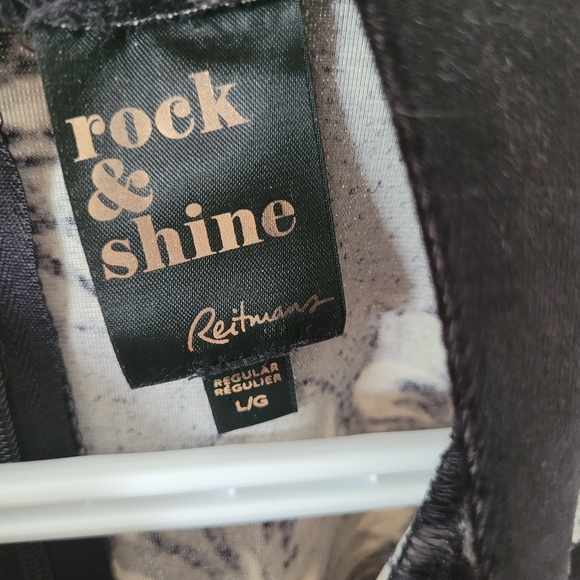 rock
&
shine
Reitmans
REGULAR
RÉGULIER
L/G